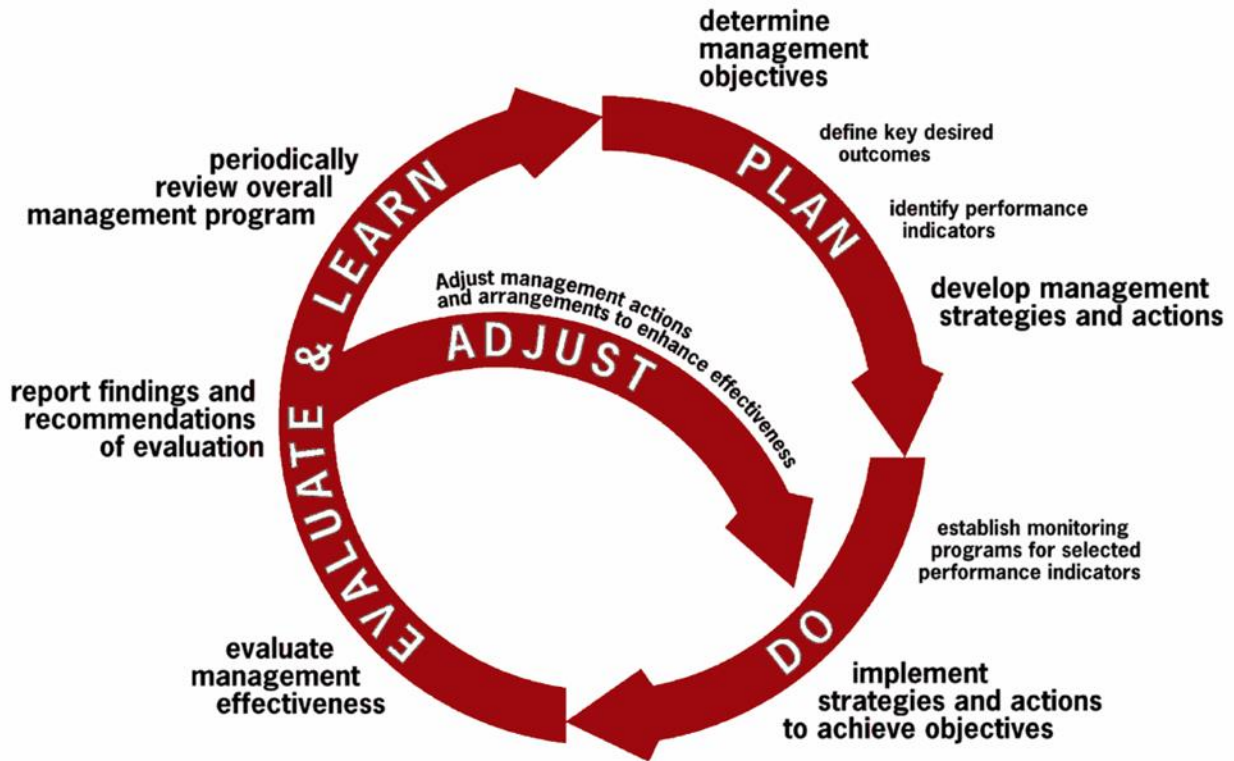 determine
management
objectives
define key desired
outcomes
PLAN
identify performance
indicators
develop management
strategies and actions
establish monitoring
programs for selected
performance indicators
DO
implement
strategies and actions
to achieve objectives
evaluate
management
effectiveness
EVALUATE & LEARN
report findings and
recommendations
of evaluation
periodically
review overall
management program
Adjust management actions
and arrangements to enhance effectiveness
ADJUST